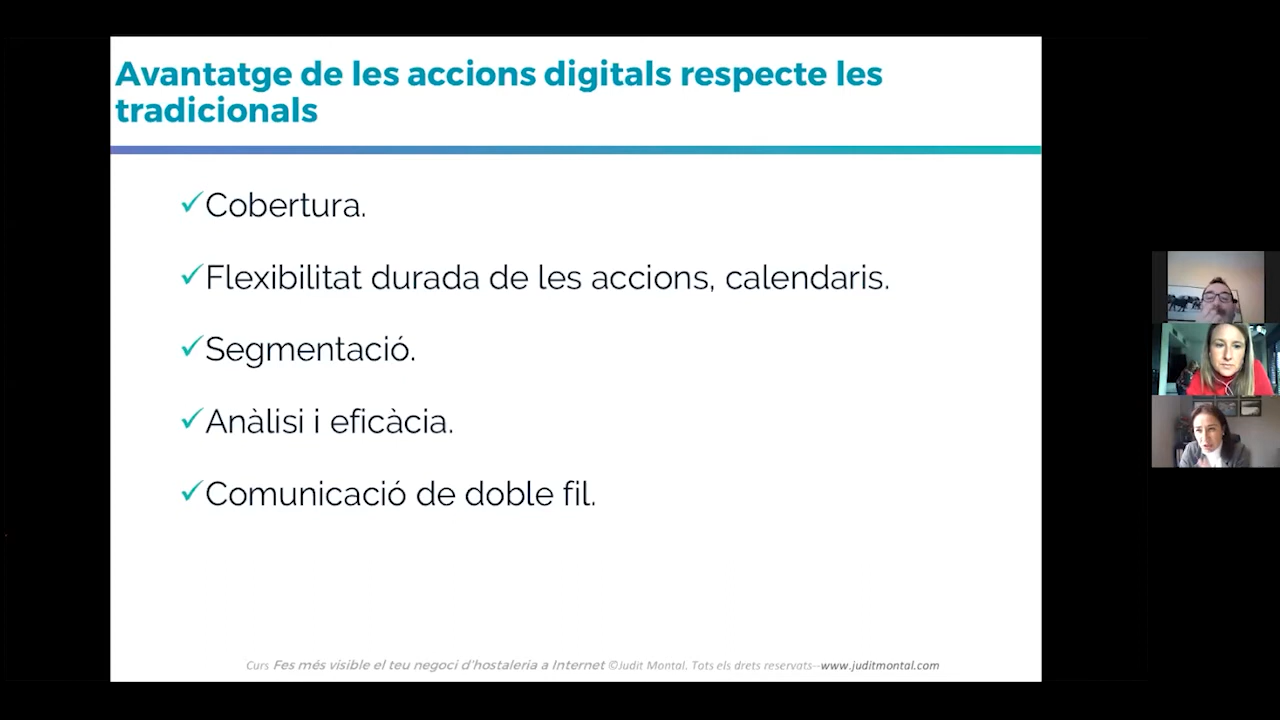 Avantatge de les accions digitals respecte les
tradicionals
✓Cobertura.
✓Flexibilitat durada de les accions, calendaris.
✓Segmentació.
✓Anàlisi i eficàcia.
✓Comunicació de doble fil.
Curs Fes més visible el teu negoci d'hostaleria a Internet ©Judit Montal. Tots els drets reservats--www.juditmontal.com